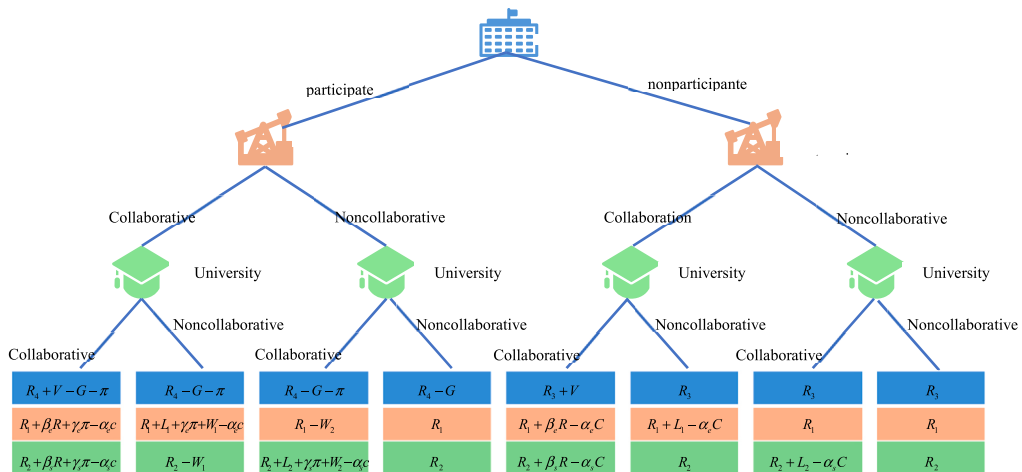 participate
nonparticipante
Collaborative
Noncollaborative
Collaboration
Noncollaborative
University
University
University
University
Noncollaborative
Noncollaborative
Noncollaborative
Noncollaborative
Collaborative
Collaborative
Collaborative
Collaborative
R₄ + V − G − π
R₄ − G − π
R₄ − G − π
R₄ − G
R₃ + V
R₃
R₃
R₃
R₁ + βₑR + γₑπ − αₑc
R₁ + L₁ + γₑπ + W₁ − αₑc
R₁ − W₂
R₁
R₁ + βₑR − αₑC
R₁ + L₁ − αₑC
R₁
R₁
R₂ + βₛR + γₛπ − αₛc
R₂ − W₁
R₂ + L₂ + γₛπ + W₂ − αₛc
R₂
R₂ + βₛR − αₛC
R₂
R₂ + L₂ − αₛC
R₂